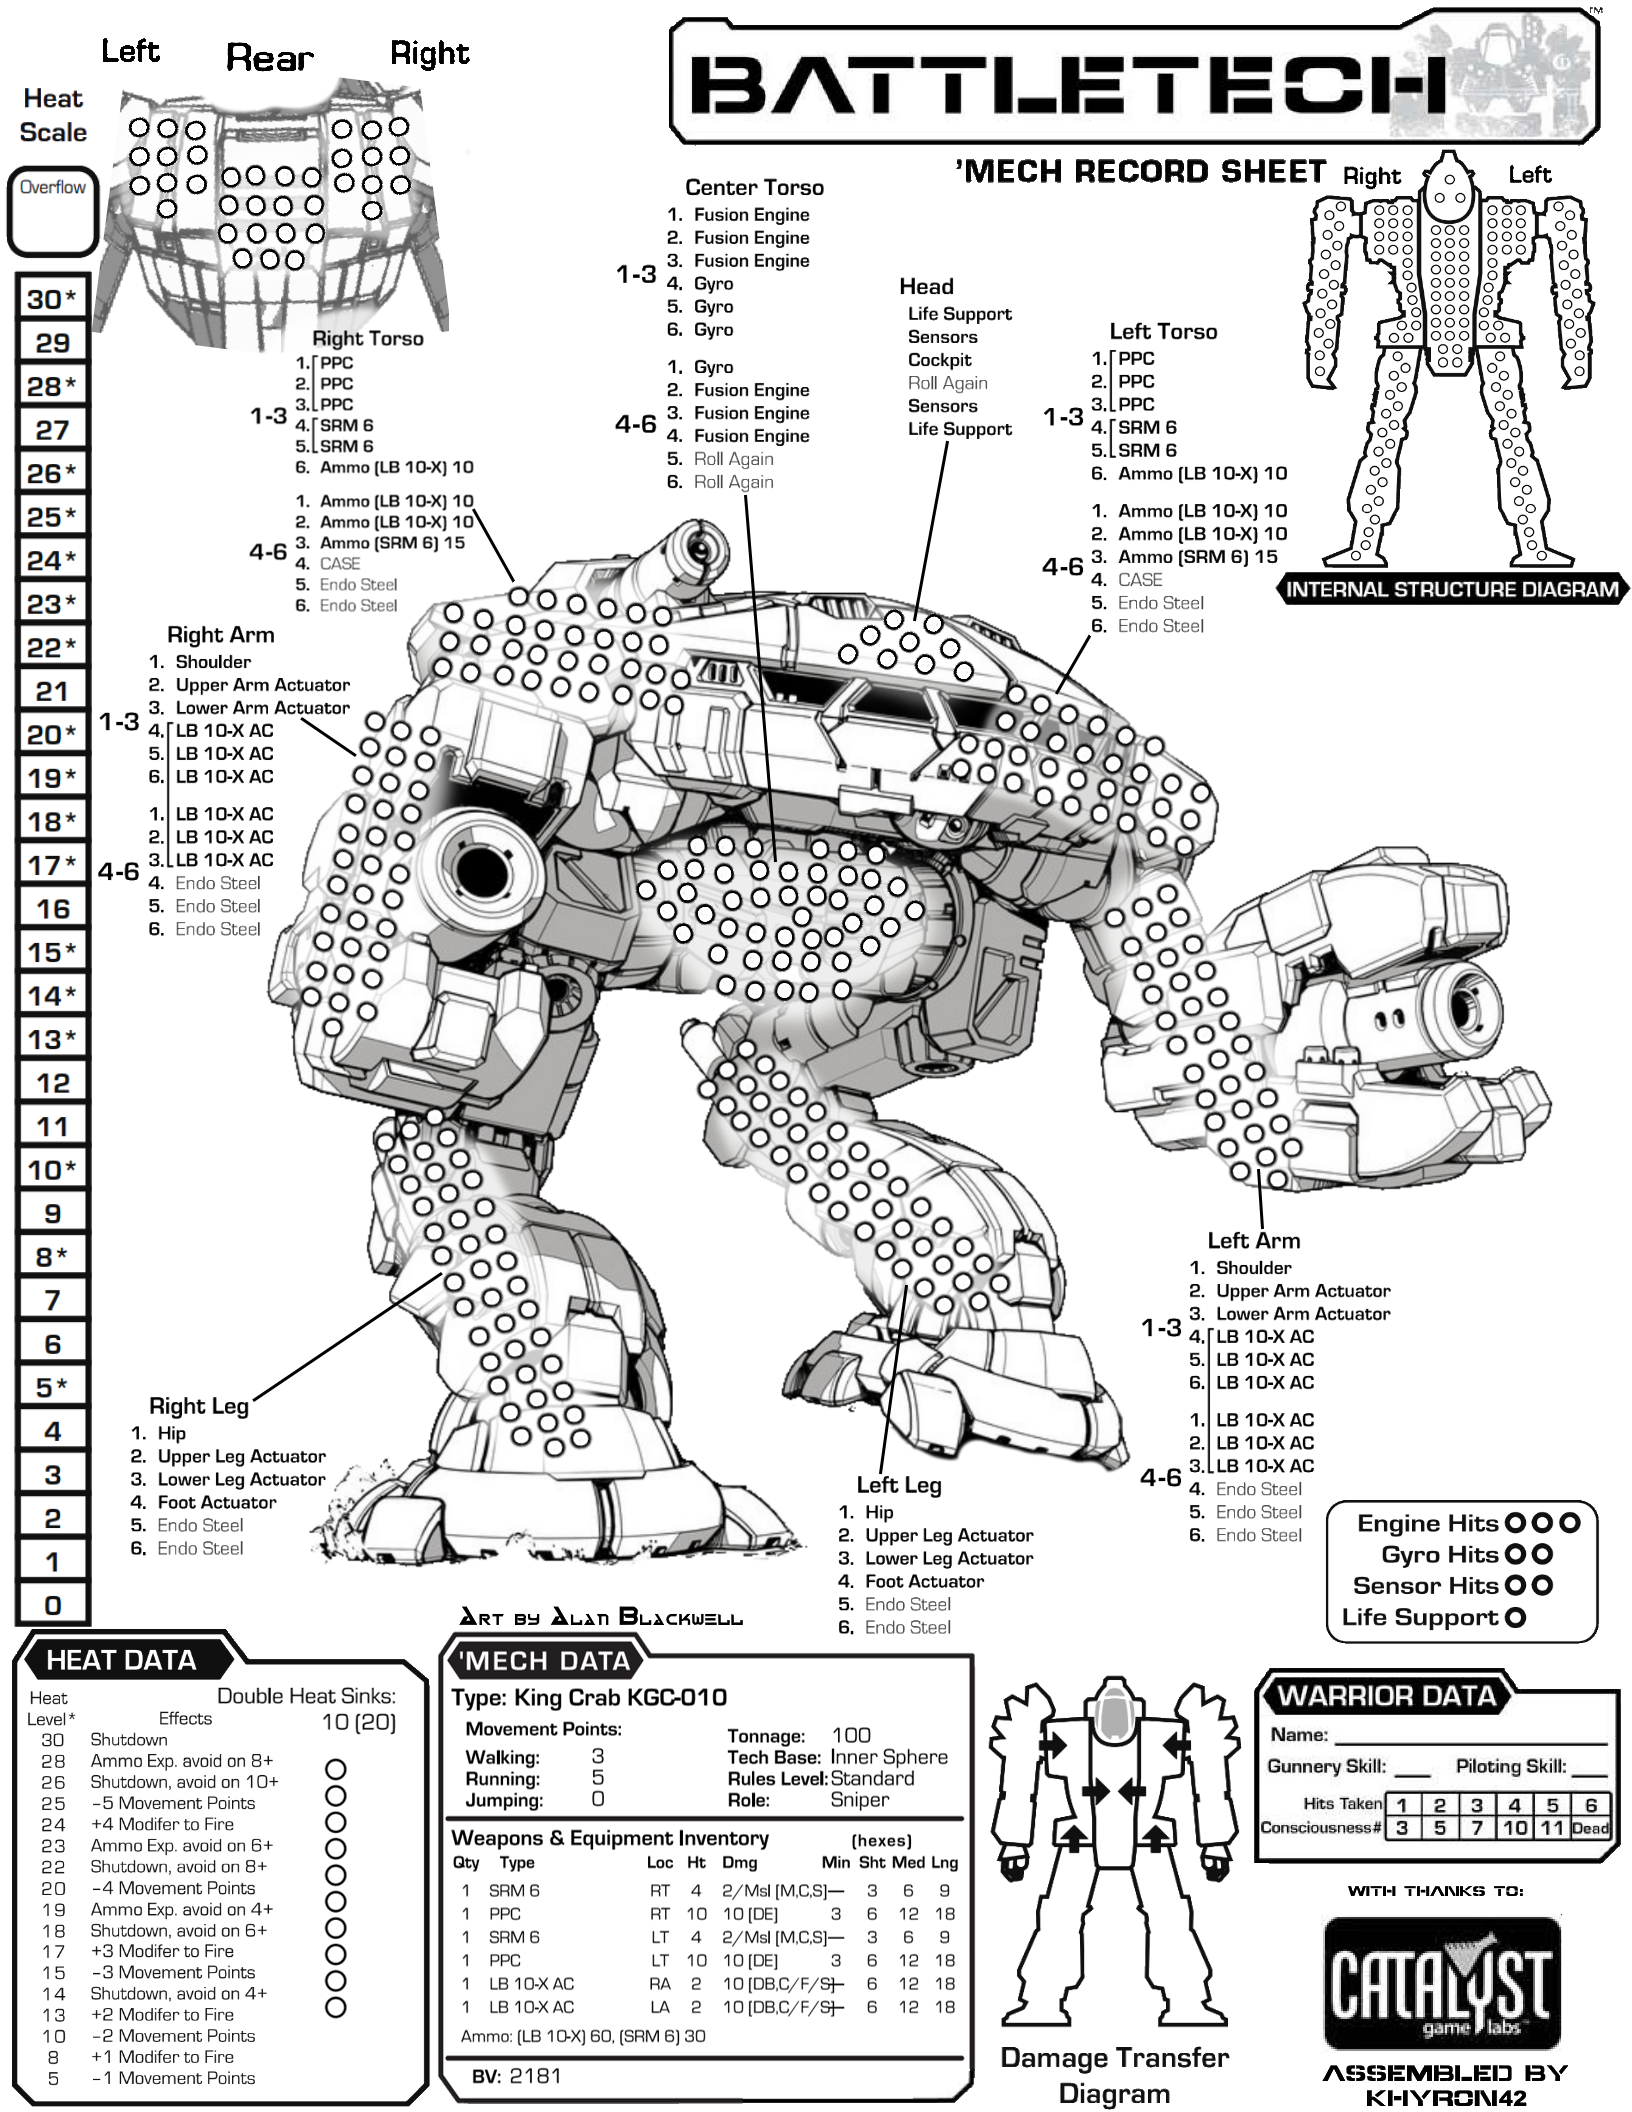 Left Rear Right
BATTLETECH
TM
'MECH RECORD SHEET
Right Left
INTERNAL STRUCTURE DIAGRAM
Heat
Scale
Overflow
30*
29
28*
27
26*
25*
24*
23*
22*
21
20*
19*
18*
17*
16
15*
14*
13*
12
11
10*
9
8*
7
6
5*
4
3
2
1
0
Center Torso
1. Fusion Engine
2. Fusion Engine
3. Fusion Engine
1-3 4. Gyro
5. Gyro
6. Gyro
1. Gyro
2. Fusion Engine
3. Fusion Engine
4-6 4. Fusion Engine
5. Roll Again
6. Roll Again
Head
Life Support
Sensors
Cockpit
Roll Again
Sensors
Life Support
Right Torso
1. PPC
2. PPC
3. PPC
1-3 4. SRM 6
5. SRM 6
6. Ammo (LB 10-X) 10
1. Ammo (LB 10-X) 10
2. Ammo (LB 10-X) 10
4-6 3. Ammo (SRM 6) 15
4. CASE
5. Endo Steel
6. Endo Steel
Left Torso
1. PPC
2. PPC
3. PPC
1-3 4. SRM 6
5. SRM 6
6. Ammo (LB 10-X) 10
1. Ammo (LB 10-X) 10
2. Ammo (LB 10-X) 10
3. Ammo (SRM 6) 15
4-6 4. CASE
5. Endo Steel
6. Endo Steel
Right Arm
1. Shoulder
2. Upper Arm Actuator
3. Lower Arm Actuator
1-3 4. LB 10-X AC
5. LB 10-X AC
6. LB 10-X AC
1. LB 10-X AC
2. LB 10-X AC
3. LB 10-X AC
4-6 4. Endo Steel
5. Endo Steel
6. Endo Steel
Left Arm
1. Shoulder
2. Upper Arm Actuator
3. Lower Arm Actuator
1-3 4. LB 10-X AC
5. LB 10-X AC
6. LB 10-X AC
1. LB 10-X AC
2. LB 10-X AC
3. LB 10-X AC
4-6 4. Endo Steel
5. Endo Steel
6. Endo Steel
Right Leg
1. Hip
2. Upper Leg Actuator
3. Lower Leg Actuator
4. Foot Actuator
5. Endo Steel
6. Endo Steel
Left Leg
1. Hip
2. Upper Leg Actuator
3. Lower Leg Actuator
4. Foot Actuator
5. Endo Steel
6. Endo Steel
Engine Hits
Gyro Hits
Sensor Hits
Life Support
ART BY ALAN BLACKWELL
HEAT DATA
Heat
Level* Effects
Double Heat Sinks:
10 (20)
30 Shutdown
28 Ammo Exp. avoid on 8+
26 Shutdown, avoid on 10+
25 -5 Movement Points
24 +4 Modifer to Fire
23 Ammo Exp. avoid on 6+
22 Shutdown, avoid on 8+
20 -4 Movement Points
19 Ammo Exp. avoid on 4+
18 Shutdown, avoid on 6+
17 +3 Modifer to Fire
15 -3 Movement Points
14 Shutdown, avoid on 4+
13 +2 Modifer to Fire
10 -2 Movement Points
8 +1 Modifer to Fire
5 -1 Movement Points
'MECH DATA
Type: King Crab KGC-010
Movement Points:
Walking: 3
Running: 5
Jumping: 0
Tonnage: 100
Tech Base: Inner Sphere
Rules Level: Standard
Role: Sniper
Weapons & Equipment Inventory (hexes)
Qty Type Loc Ht Dmg Min Sht Med Lng
1 SRM 6 RT 4 2/Msl [M,C,S] — 3 6 9
1 PPC RT 10 10 [DE] 3 6 12 18
1 SRM 6 LT 4 2/Msl [M,C,S] — 3 6 9
1 PPC LT 10 10 [DE] 3 6 12 18
1 LB 10-X AC RA 2 10 [DB,C/F/S] — 6 12 18
1 LB 10-X AC LA 2 10 [DB,C/F/S] — 6 12 18
Ammo: (LB 10-X) 60, (SRM 6) 30
BV: 2181
Damage Transfer
Diagram
WARRIOR DATA
Name:
Gunnery Skill: Piloting Skill:
Hits Taken 1 2 3 4 5 6
Consciousness# 3 5 7 10 11 Dead
WITH THANKS TO:
CATALYST
game labs
ASSEMBLED BY
KHYRON42